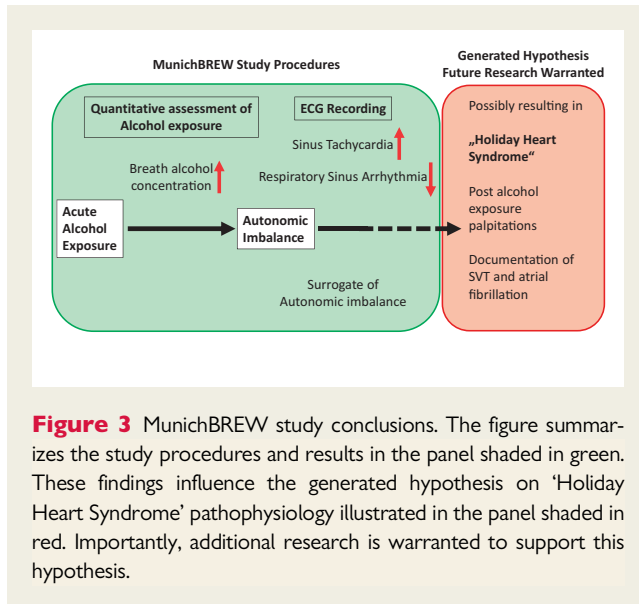 MunichBREW Study Procedures
Generated Hypothesis
Future Research Warranted
Quantitative assessment of
Alcohol exposure
ECG Recording
Sinus Tachycardia
Breath alcohol
concentration
Respiratory Sinus Arrhythmia
Acute
Alcohol
Exposure
Autonomic
Imbalance
Surrogate of
Autonomic imbalance
Possibly resulting in
„Holiday Heart
Syndrome“
Post alcohol
exposure
palpitations
Documentation of
SVT and atrial
fibrillation
Figure 3 MunichBREW study conclusions. The figure summar-
izes the study procedures and results in the panel shaded in green.
These findings influence the generated hypothesis on ‘Holiday
Heart Syndrome’ pathophysiology illustrated in the panel shaded in
red. Importantly, additional research is warranted to support this
hypothesis.